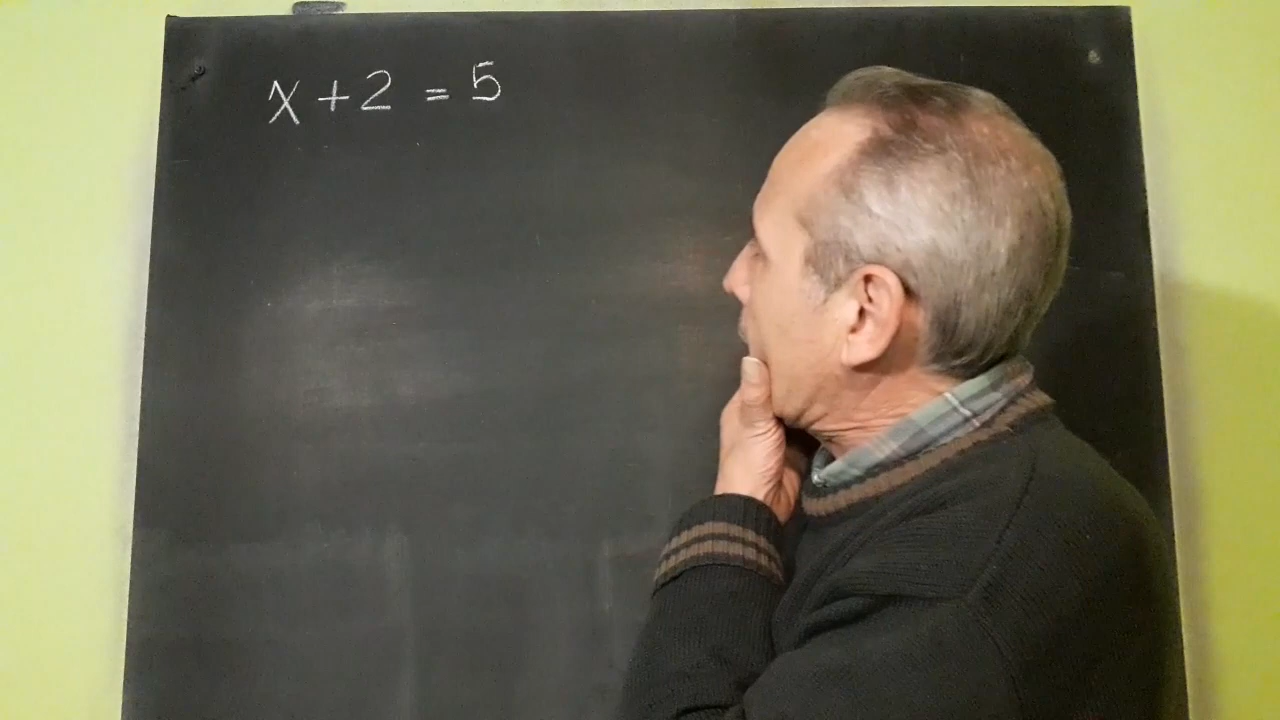 x + 2 = 5